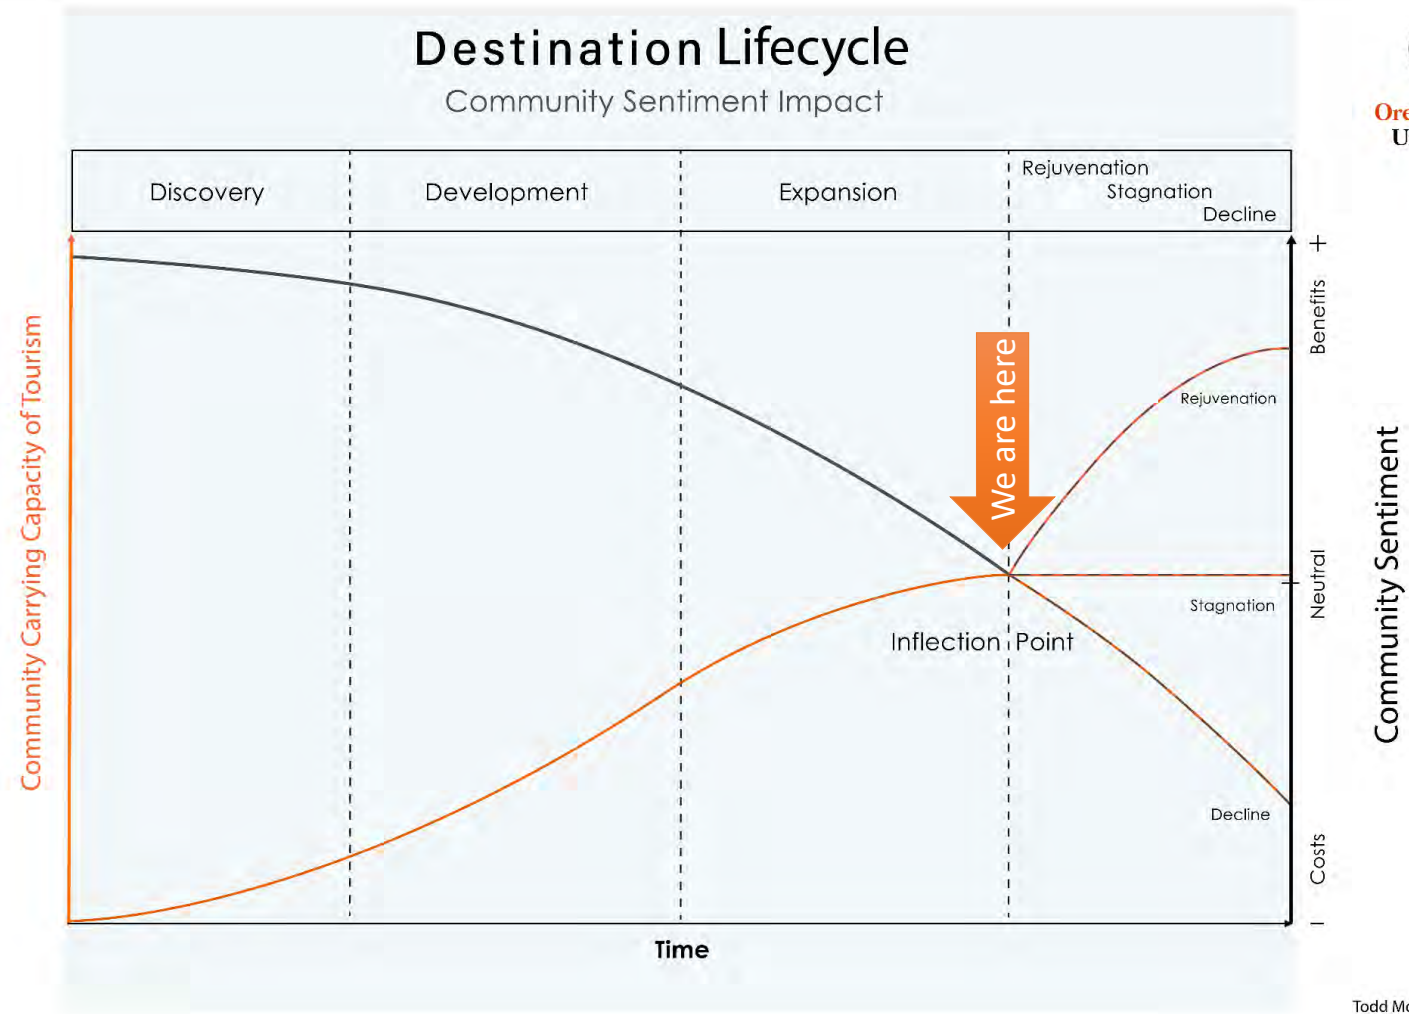 Destination Lifecycle
Community Sentiment Impact
Discovery
Development
Expansion
Rejuvenation
Stagnation
Decline
Community Carrying Capacity of Tourism
We are here
Inflection Point
Rejuvenation
Stagnation
Decline
+
Benefits
Neutral
Costs
–
Community Sentiment
Time
Todd